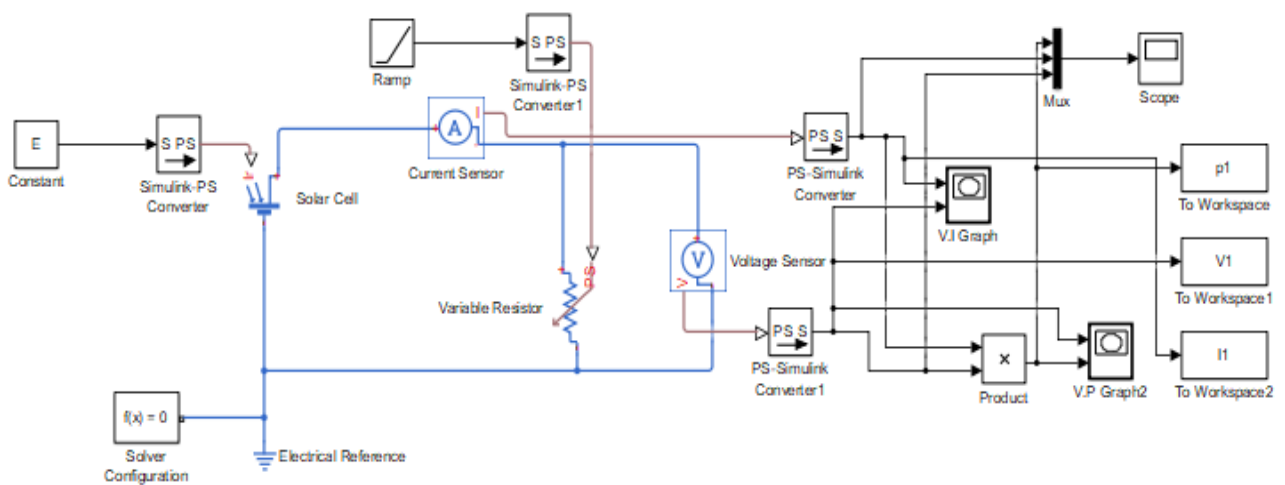 Ramp
S PS
Simulink-PS
Converter1
E
Constant
S PS
Simulink-PS
Converter
Ir
+
Solar Cell
+
A
I
-
Current Sensor
PS S
PS-Simulink
Converter
Mux
Scope
V.I Graph
p1
To Workspace
V1
To Workspace1
I1
To Workspace2
+
PS
Variable Resistor
+
V
V
-
Voltage Sensor
PS S
PS-Simulink
Converter1
×
Product
V.P Graph2
f(x) = 0
Solver
Configuration
Electrical Reference